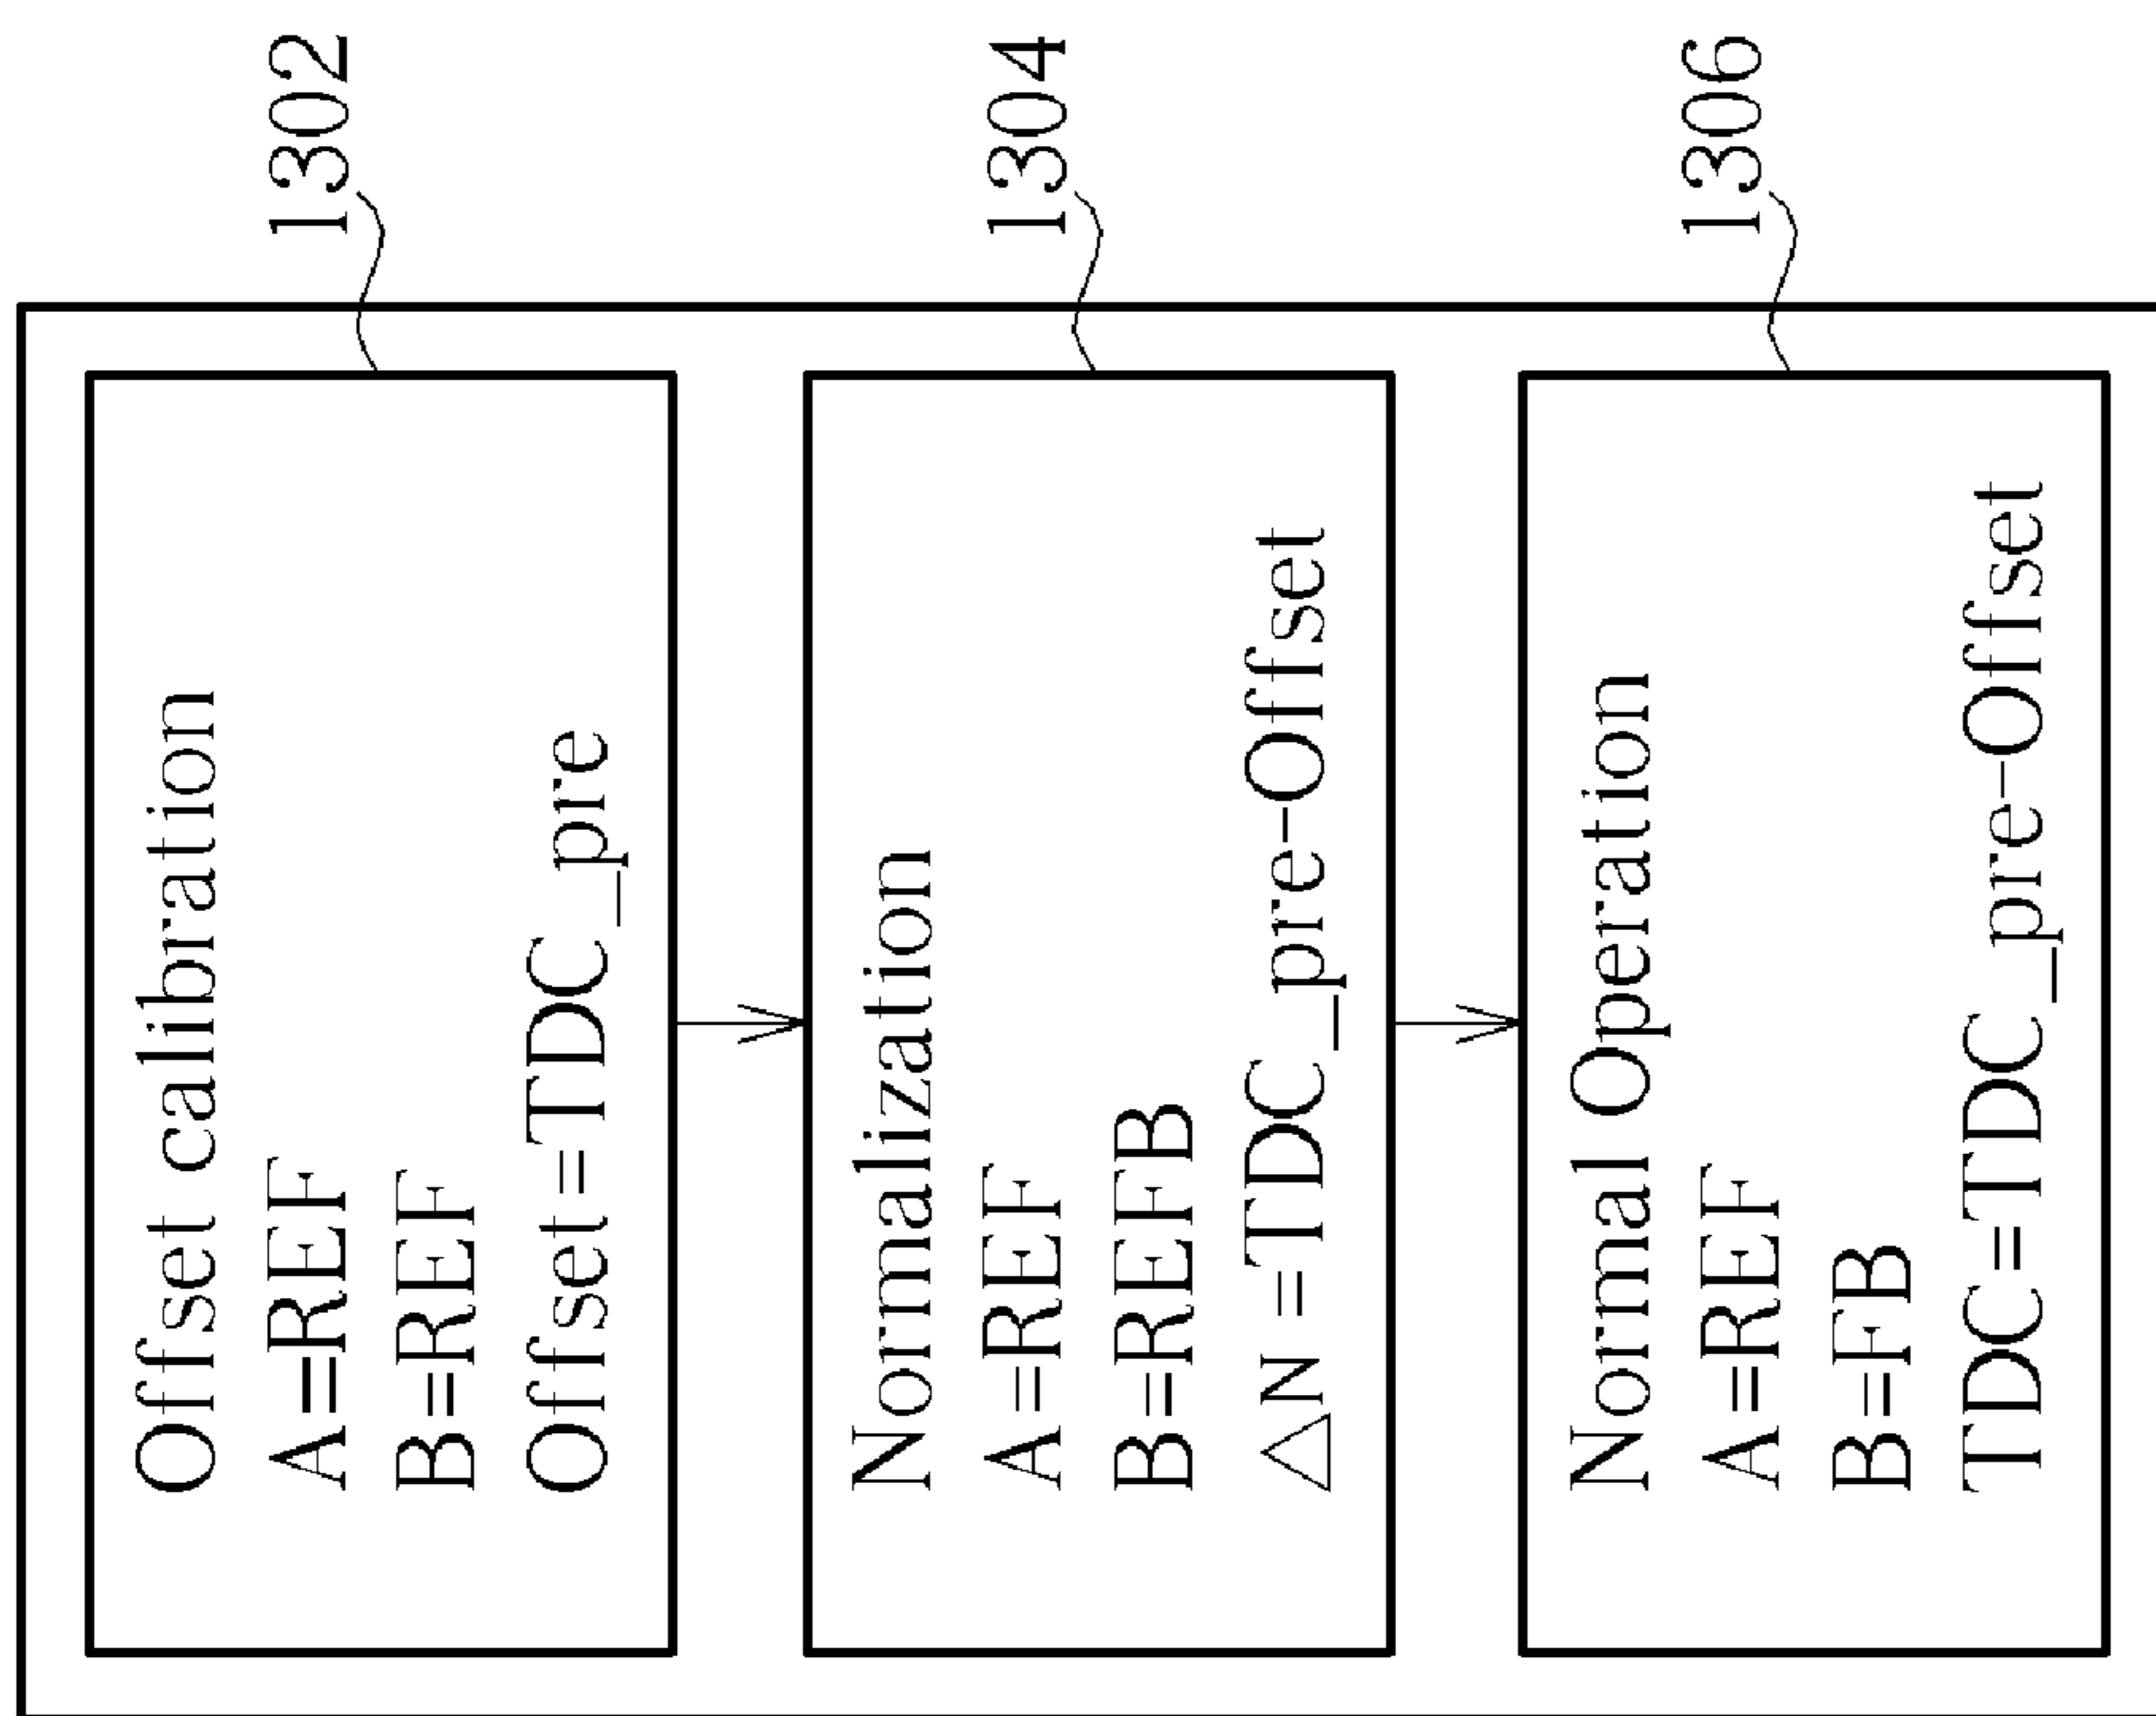 Offset calibration
A=REF
B=REF
Offset=TDC_pre
1302
Normalization
A=REF
B=REFB
△N=TDC_pre-Offset
1304
Normal Operation
A=REF
B=FB
TDC=TDC_pre-Offset
1306